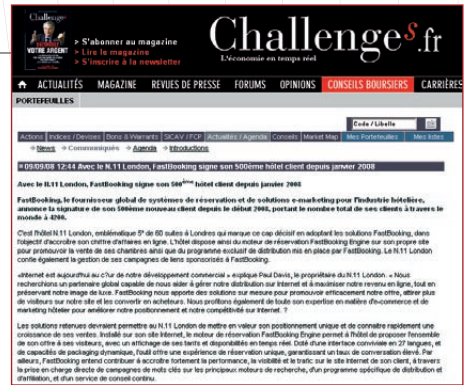 Challenges
VOTRE ARGENT
> S'abonner au magazine
> Lire le magazine
> S'inscrire à la newsletter
Challenges.fr
L'économie en temps réel
ACTUALITÉS MAGAZINE REVUES DE PRESSE FORUMS OPINIONS CONSEILS BOURSIERS CARRIÈRES
PORTEFEUILLES
Code / Libelle
Actions Indices / Devises Bons & Warrants SICAV / FCP Actualités / Agenda Conseils Market Map Mes Portefeuilles Mes listes
News Communiqués Agenda Introductions
09/09/08 12:44 Avec le N.11 London, FastBooking signe son 500ème hôtel client depuis janvier 2008
Avec le N.11 London, FastBooking signe son 500ème hôtel client depuis janvier 2008
FastBooking, le fournisseur global de systèmes de réservation et de solutions e-marketing pour l'industrie hôtelière,
annonce la signature de son 500ème nouveau client depuis le début 2008, portant le nombre total de ses clients à travers le
monde à 4200.
C'est l'hôtel N.11 London, emblématique 5* de 60 suites à Londres qui marque ce cap décisif en adoptant les solutions FastBooking, dans
l'objectif d'accroître son chiffre d'affaires en ligne. L'hôtel dispose ainsi du moteur de réservation FastBooking Engine sur son propre site
pour promouvoir la vente de ses chambres ainsi que du programme exclusif de distribution mis en place par FastBooking. Le N.11 London
confie également la gestion de ses campagnes de liens sponsorisés à FastBooking.
«Internet est aujourd'hui au c?ur de notre développement commercial » explique Paul Davis, le propriétaire du N.11 London. « Nous
recherchions un partenaire global capable de nous aider à gérer notre distribution sur Internet et à maximiser notre revenu en ligne, tout en
préservant notre image de luxe. FastBooking nous apporte des solutions sur mesure pour promouvoir efficacement notre offre, attirer plus
de visiteurs sur notre site et les convertir en acheteurs. Nous profitons également de toute son expertise en matière d'e-commerce et de
marketing hôtelier pour améliorer notre positionnement et notre compétitivité sur Internet. ?
Les solutions retenues devraient permettre au N.11 London de mettre en valeur son positionnement unique et de connaitre rapidement une
croissance de ses ventes. Installé sur son site Internet, le moteur de réservation FastBooking Engine permet à l'hôtel de proposer l'ensemble
de son offre à ses visiteurs, avec un affichage de ses tarifs et disponibilités en temps réel. Doté d'une interface conviviale en 27 langues, et
de capacités de packaging dynamique, l'outil offre une expérience de réservation unique, garantissant un taux de conversation élevé. Par
ailleurs, FastBooking entend contribuer à accroître fortement la performance, la visibilité et le trafic sur le site Internet de son client, à travers
la prise en charge directe de campagnes de mots clés sur les principaux moteurs de recherche, d'un programme spécifique de distribution et
d'affiliation, et d'un service de conseil continu.